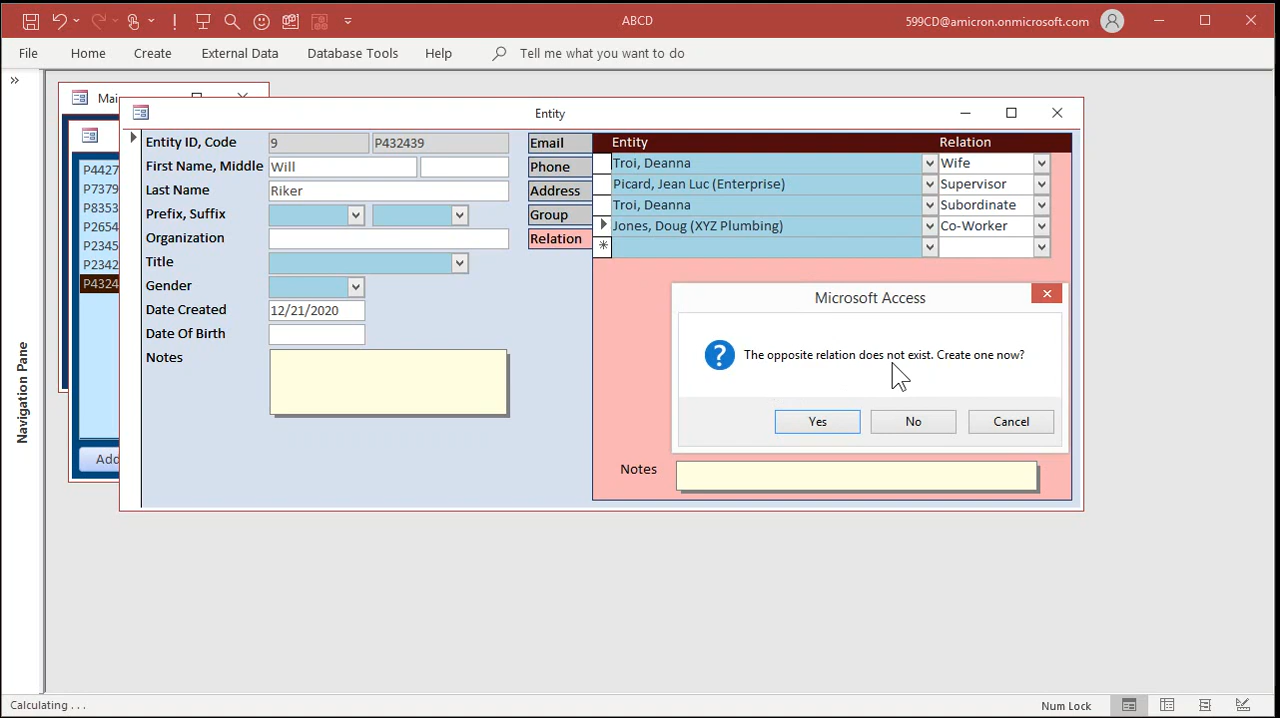 ABCD
599CD@amicron.onmicrosoft.com
File Home Create External Data Database Tools Help Tell me what you want to do
Entity
Entity ID, Code 9 P432439
First Name, Middle Will
Last Name Riker
Prefix, Suffix
Organization
Title
Gender
Date Created 12/21/2020
Date Of Birth
Notes
Email
Phone
Address
Group
Relation
Entity Relation
Troi, Deanna Wife
Picard, Jean Luc (Enterprise) Supervisor
Troi, Deanna Subordinate
Jones, Doug (XYZ Plumbing) Co-Worker
Microsoft Access
The opposite relation does not exist. Create one now?
Yes No Cancel
Notes
P4427
P7379
P8353
P2654
P2345
P2342
P4324
Add
Navigation Pane
Calculating . . .
Num Lock